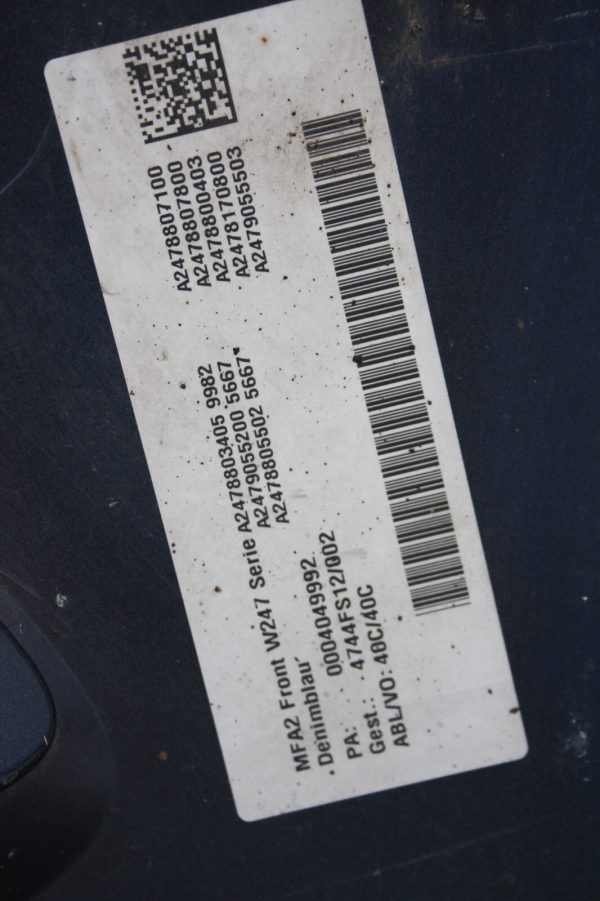 MFA2 Front W247 Serie A2478803405 9982
Denimblau A2479055200 5667
A2478805502 5667
A2478807100
A2478807800
A2478800403
A2478170800
A2479055503
PA: 0004049992
Gest.: 4744FS12/002
ABL/VO: 40C/40C